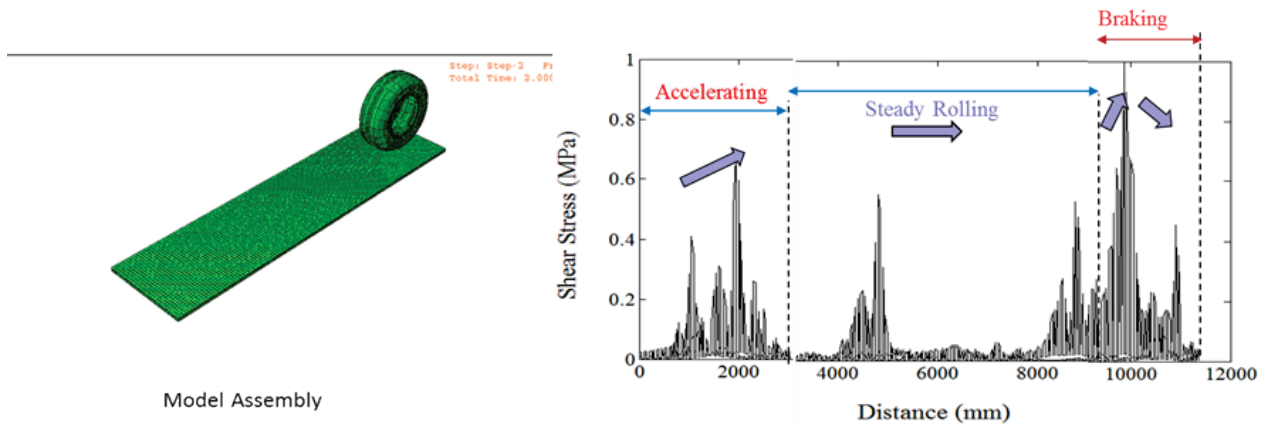 Step: Step-2
Total Time: 2.000
Model Assembly
Braking
Accelerating
Steady Rolling
Shear Stress (MPa)
1
0.8
0.6
0.4
0.2
0
0 2000 4000 6000 8000 10000 12000
Distance (mm)